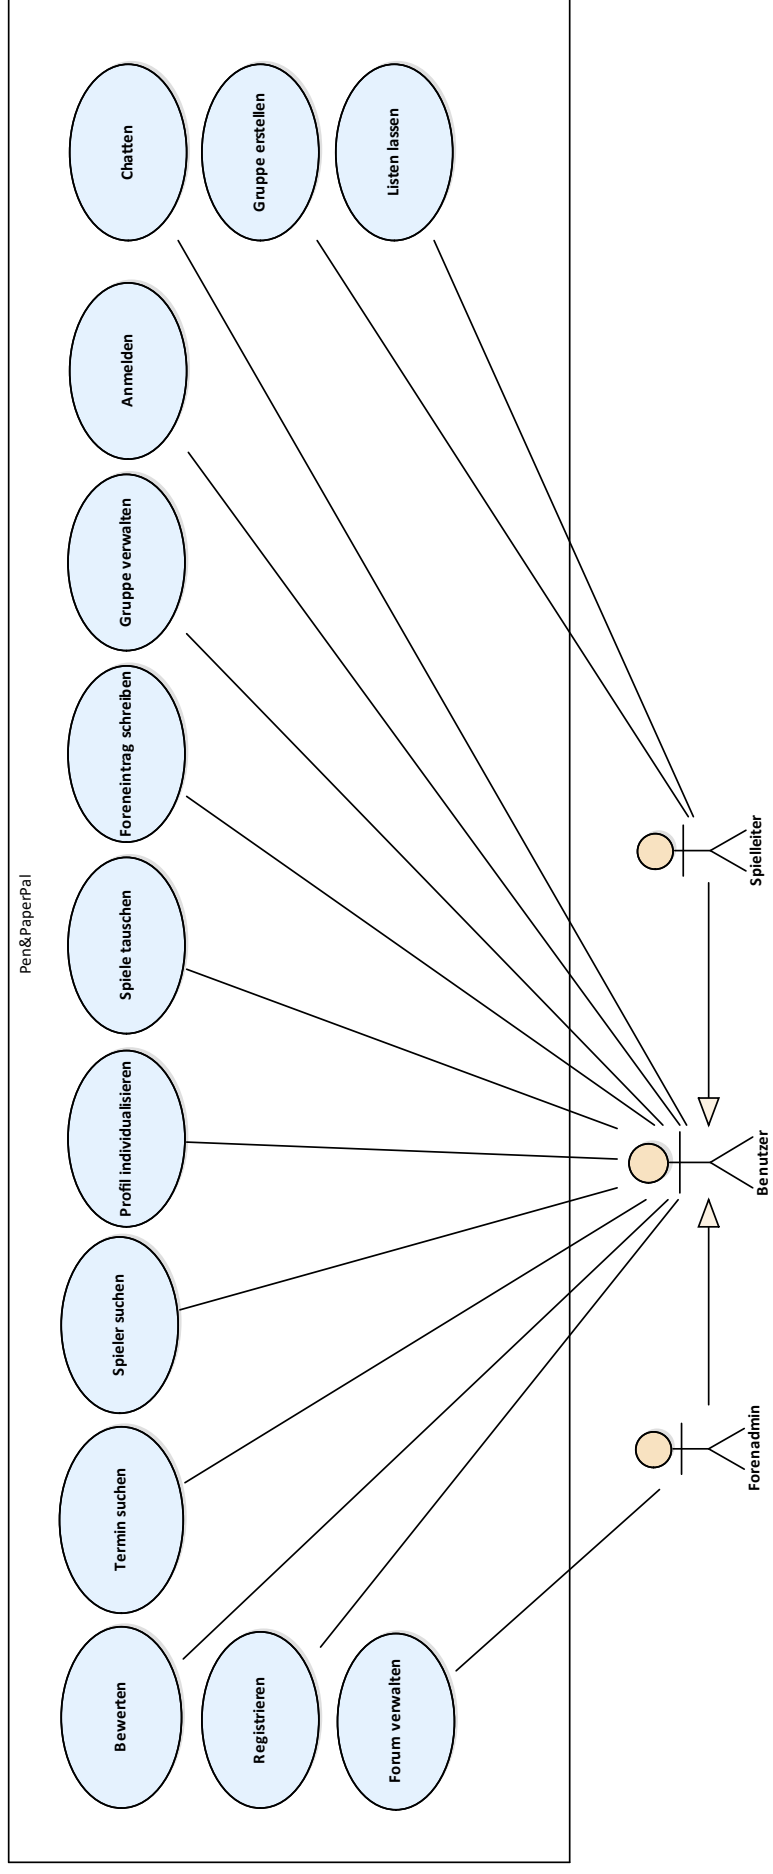 Pen&PaperPal
Bewerten
Termin suchen
Spieler suchen
Profil individualisieren
Spiele tauschen
Foreneintrag schreiben
Gruppe verwalten
Anmelden
Chatten
Registrieren
Gruppe erstellen
Forum verwalten
Listen lassen
Forenadmin
Benutzer
Spielleiter